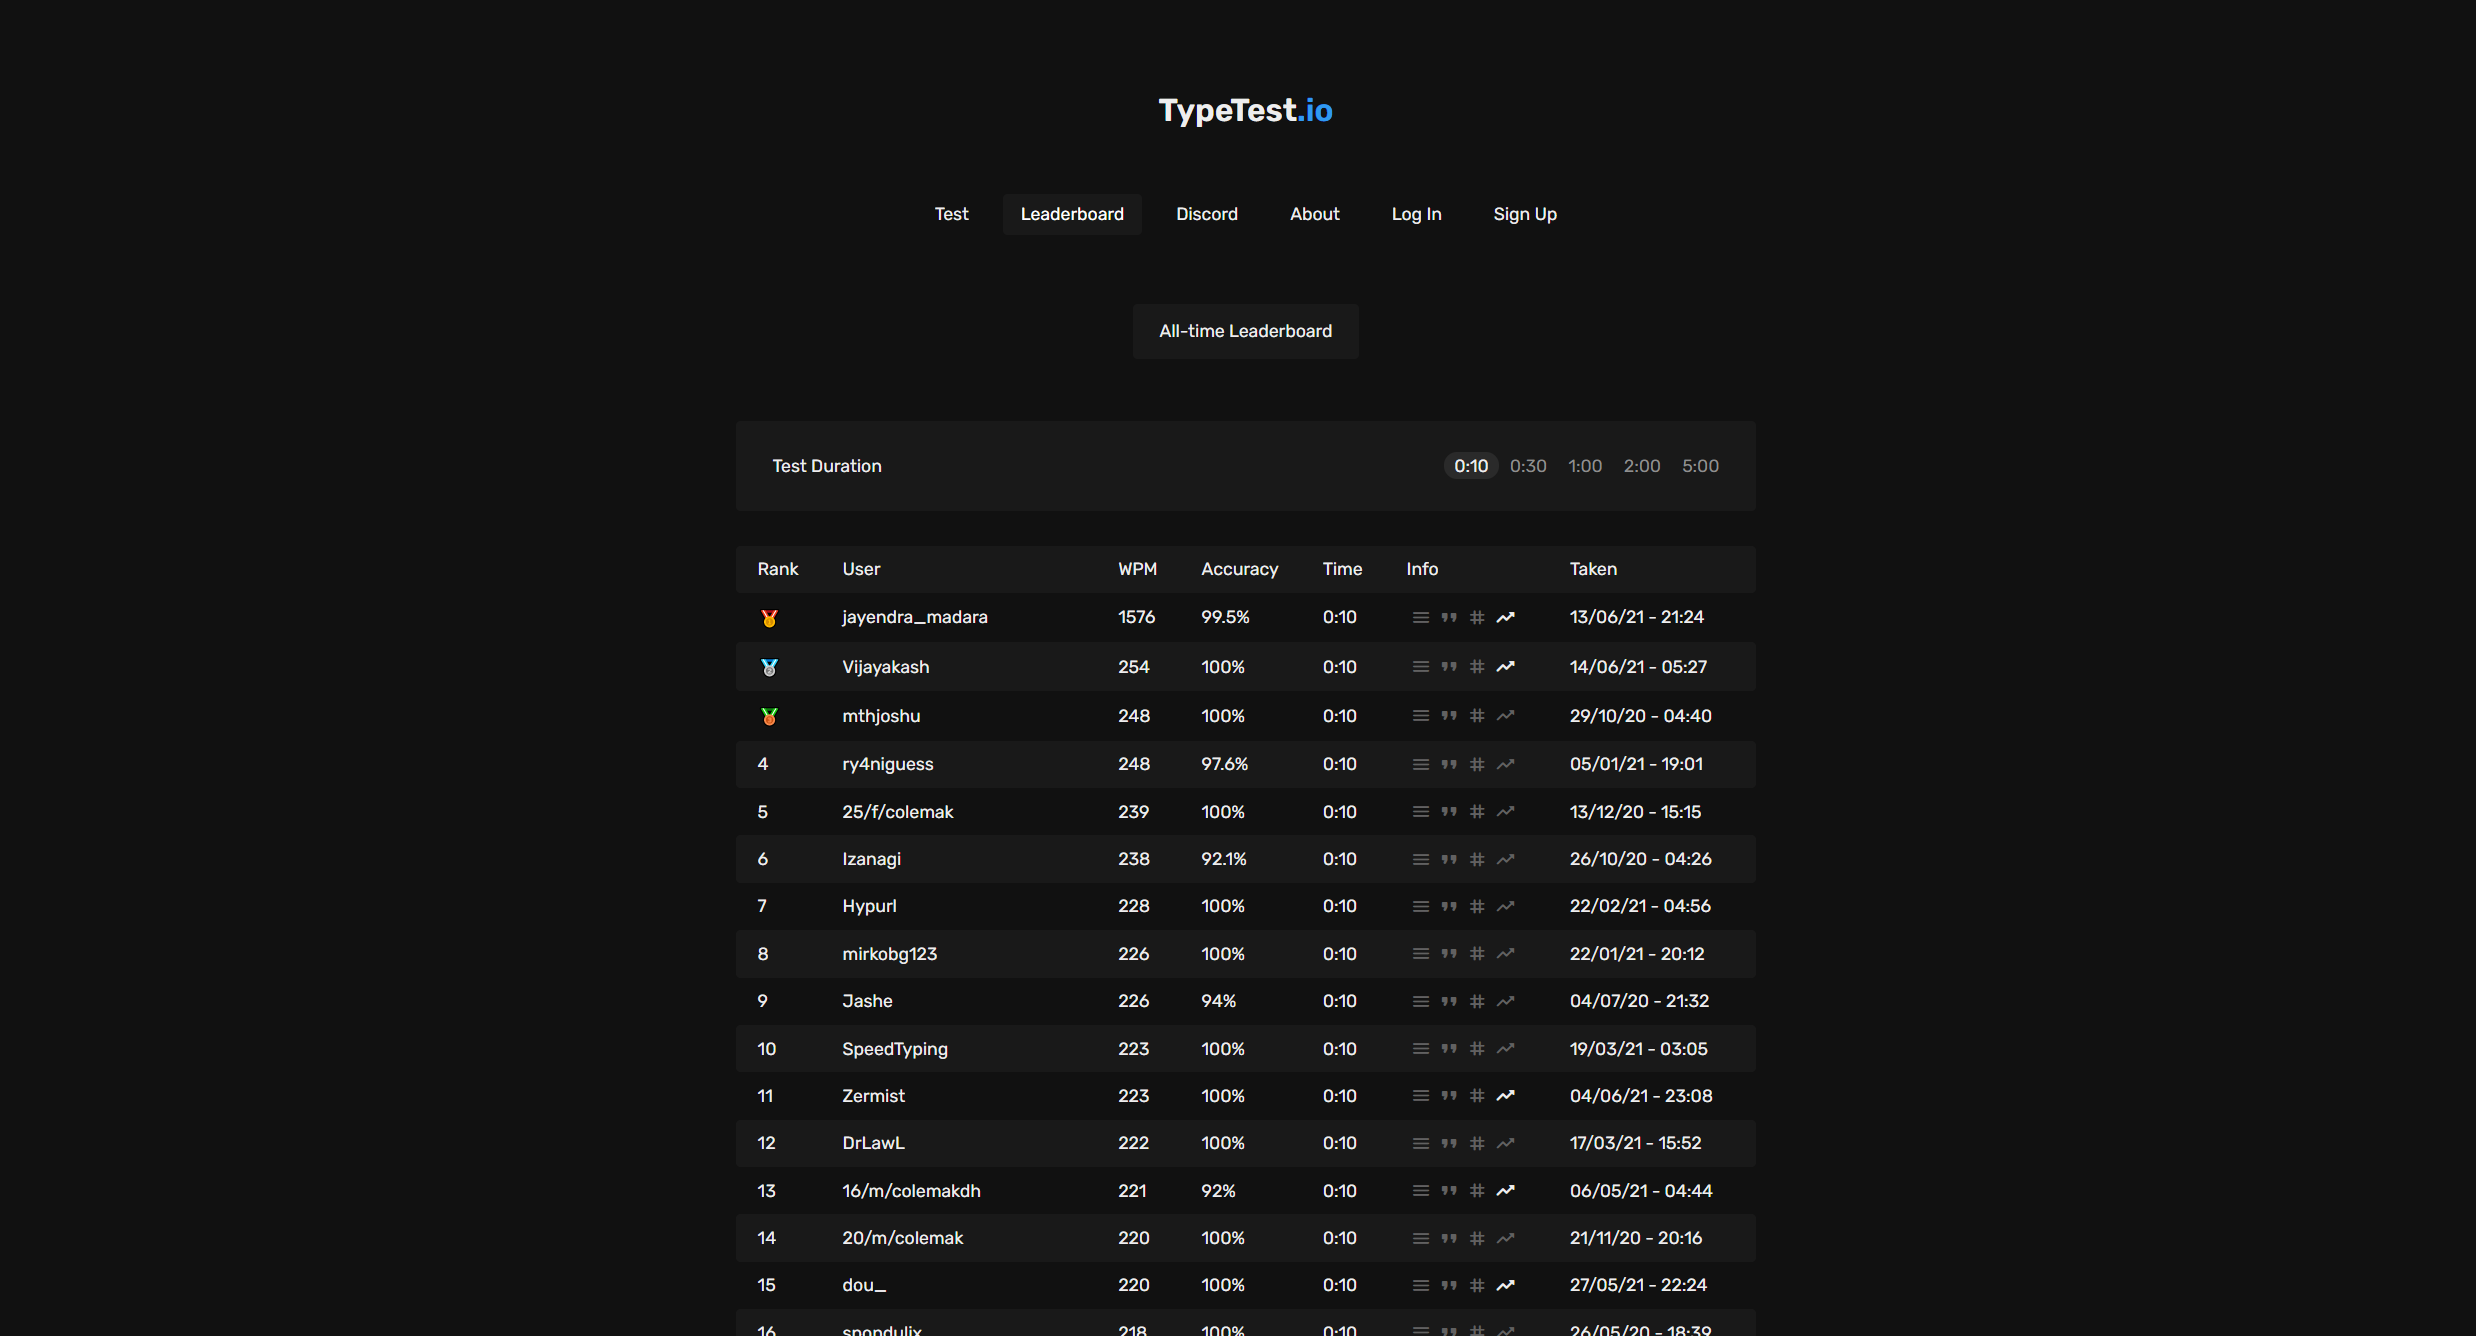 TypeTest.io
Test Leaderboard Discord About Log In Sign Up
All-time Leaderboard
Test Duration 0:10 0:30 1:00 2:00 5:00
Rank User WPM Accuracy Time Info Taken
jayendra_madara 1576 99.5% 0:10 13/06/21 - 21:24
Vijayakash 254 100% 0:10 14/06/21 - 05:27
mthjoshu 248 100% 0:10 29/10/20 - 04:40
4 ry4niguess 248 97.6% 0:10 05/01/21 - 19:01
5 25/f/colemak 239 100% 0:10 13/12/20 - 15:15
6 Izanagi 238 92.1% 0:10 26/10/20 - 04:26
7 Hypurl 228 100% 0:10 22/02/21 - 04:56
8 mirkobg123 226 100% 0:10 22/01/21 - 20:12
9 Jashe 226 94% 0:10 04/07/20 - 21:32
10 SpeedTyping 223 100% 0:10 19/03/21 - 03:05
11 Zermist 223 100% 0:10 04/06/21 - 23:08
12 DrLawL 222 100% 0:10 17/03/21 - 15:52
13 16/m/colemakdh 221 92% 0:10 06/05/21 - 04:44
14 20/m/colemak 220 100% 0:10 21/11/20 - 20:16
15 dou_ 220 100% 0:10 27/05/21 - 22:24
16 spondulix 218 100% 0:10 26/05/20 - 18:39